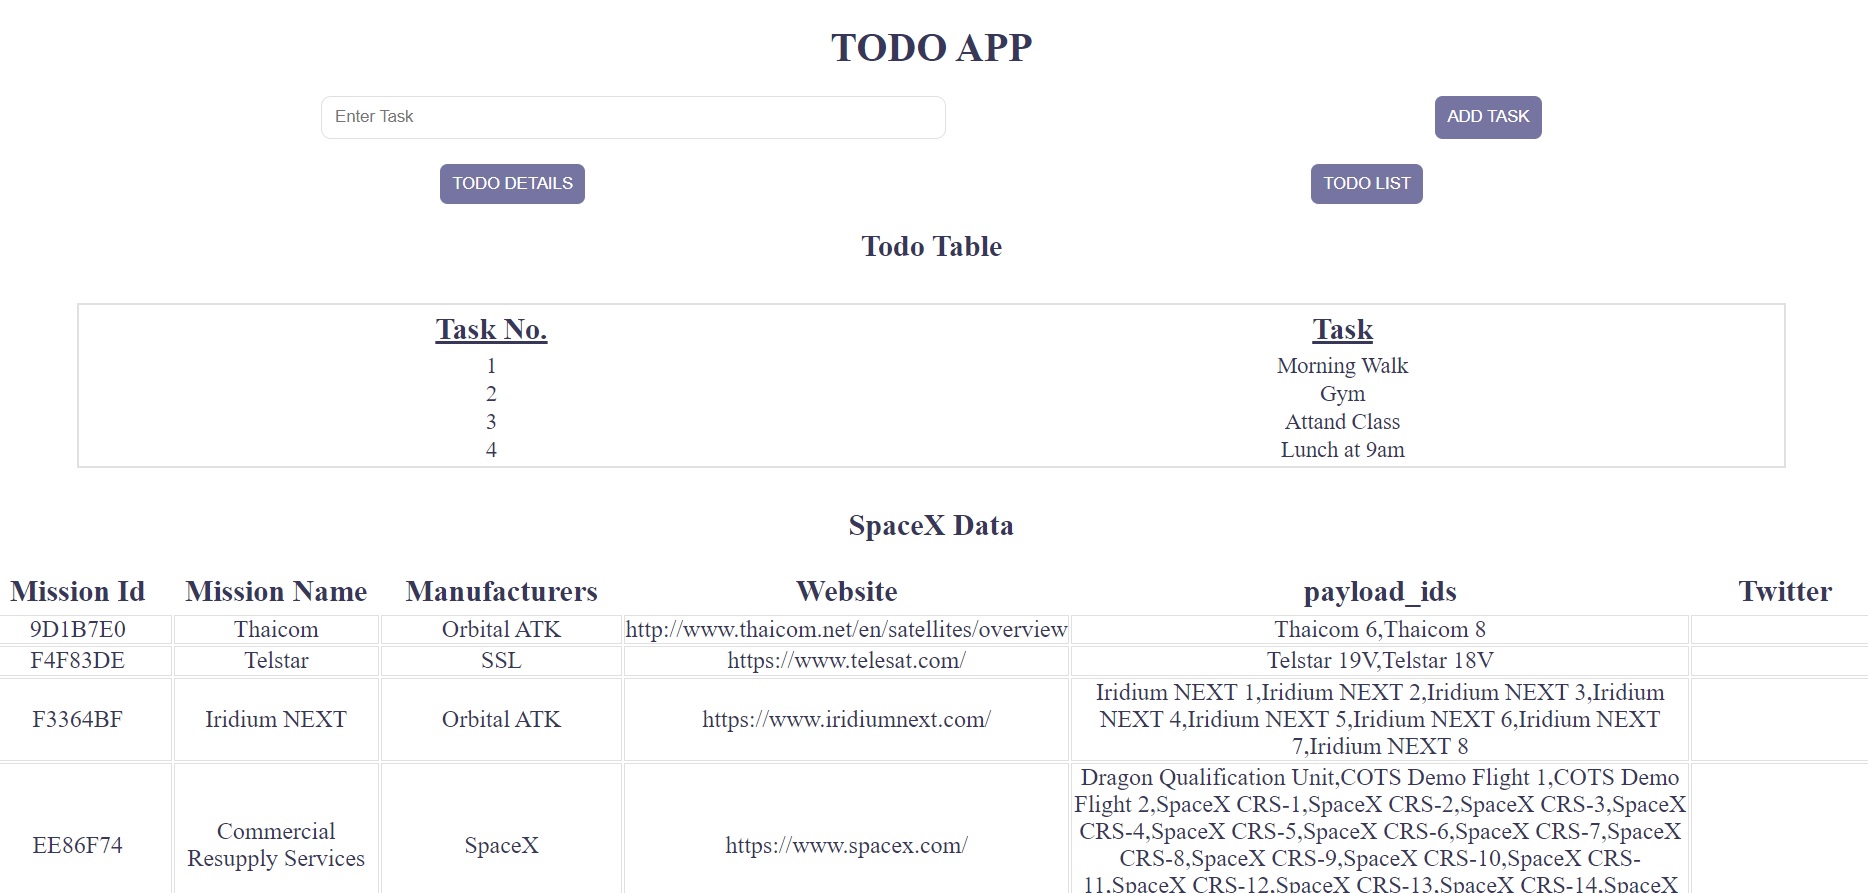 TODO APP
Enter Task
ADD TASK
TODO DETAILS
TODO LIST
Todo Table
Task No. Task
1 Morning Walk
2 Gym
3 Attand Class
4 Lunch at 9am
SpaceX Data
Mission Id Mission Name Manufacturers Website payload_ids Twitter
9D1B7E0 Thaicom Orbital ATK http://www.thaicom.net/en/satellites/overview Thaicom 6,Thaicom 8
F4F83DE Telstar SSL https://www.telesat.com/ Telstar 19V,Telstar 18V
F3364BF Iridium NEXT Orbital ATK https://www.iridiumnext.com/ Iridium NEXT 1,Iridium NEXT 2,Iridium NEXT 3,Iridium
NEXT 4,Iridium NEXT 5,Iridium NEXT 6,Iridium NEXT
7,Iridium NEXT 8
EE86F74 Commercial
Resupply Services SpaceX https://www.spacex.com/ Dragon Qualification Unit,COTS Demo Flight 1,COTS Demo
Flight 2,SpaceX CRS-1,SpaceX CRS-2,SpaceX CRS-3,SpaceX
CRS-4,SpaceX CRS-5,SpaceX CRS-6,SpaceX CRS-7,SpaceX
CRS-8,SpaceX CRS-9,SpaceX CRS-10,SpaceX CRS-
11,SpaceX CRS-12,SpaceX CRS-13,SpaceX CRS-14,SpaceX